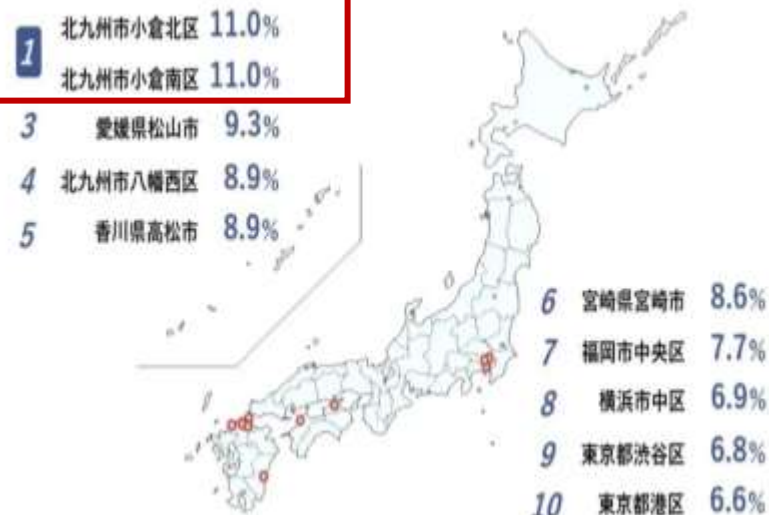 1
北九州市小倉北区 11.0%
北九州市小倉南区 11.0%
3 愛媛県松山市 9.3%
4 北九州市八幡西区 8.9%
5 香川県高松市 8.9%
6 宮崎県宮崎市 8.6%
7 福岡市中央区 7.7%
8 横浜市中区 6.9%
9 東京都渋谷区 6.8%
10 東京都港区 6.6%